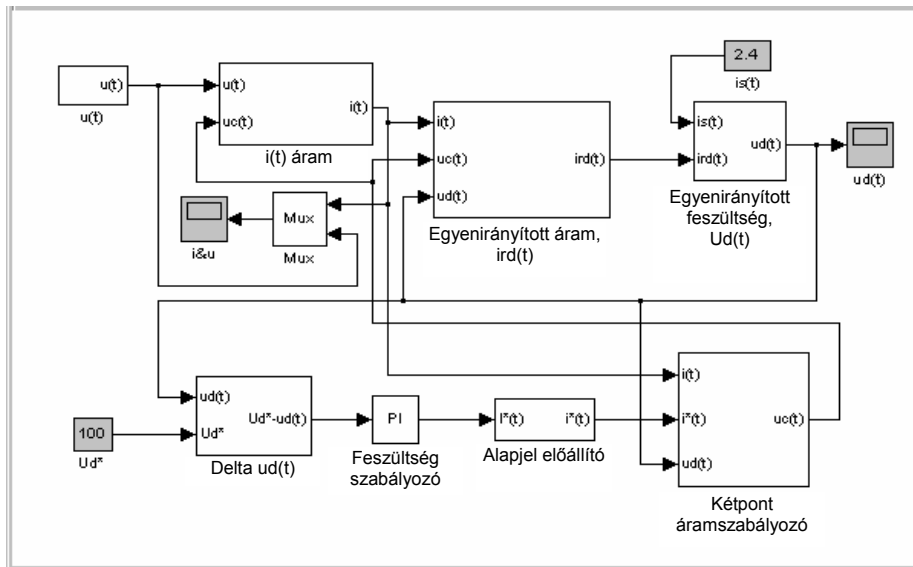 u(t)
u(t)
u(t)
uc(t)
i(t)
i(t) áram
2.4
is(t)
i(t)
uc(t)
ud(t)
ird(t)
Egyenirányított áram,
ird(t)
is(t)
ird(t)
ud(t)
Egyenirányított
feszültség,
Ud(t)
ud(t)
Mux
Mux
i&u
100
Ud*
ud(t)
Ud*
Ud*-ud(t)
Delta ud(t)
PI
Feszültség
szabályozó
I*(t)
i*(t)
Alapjel előállító
i(t)
i*(t)
ud(t)
uc(t)
Kétpont
áramszabályozó